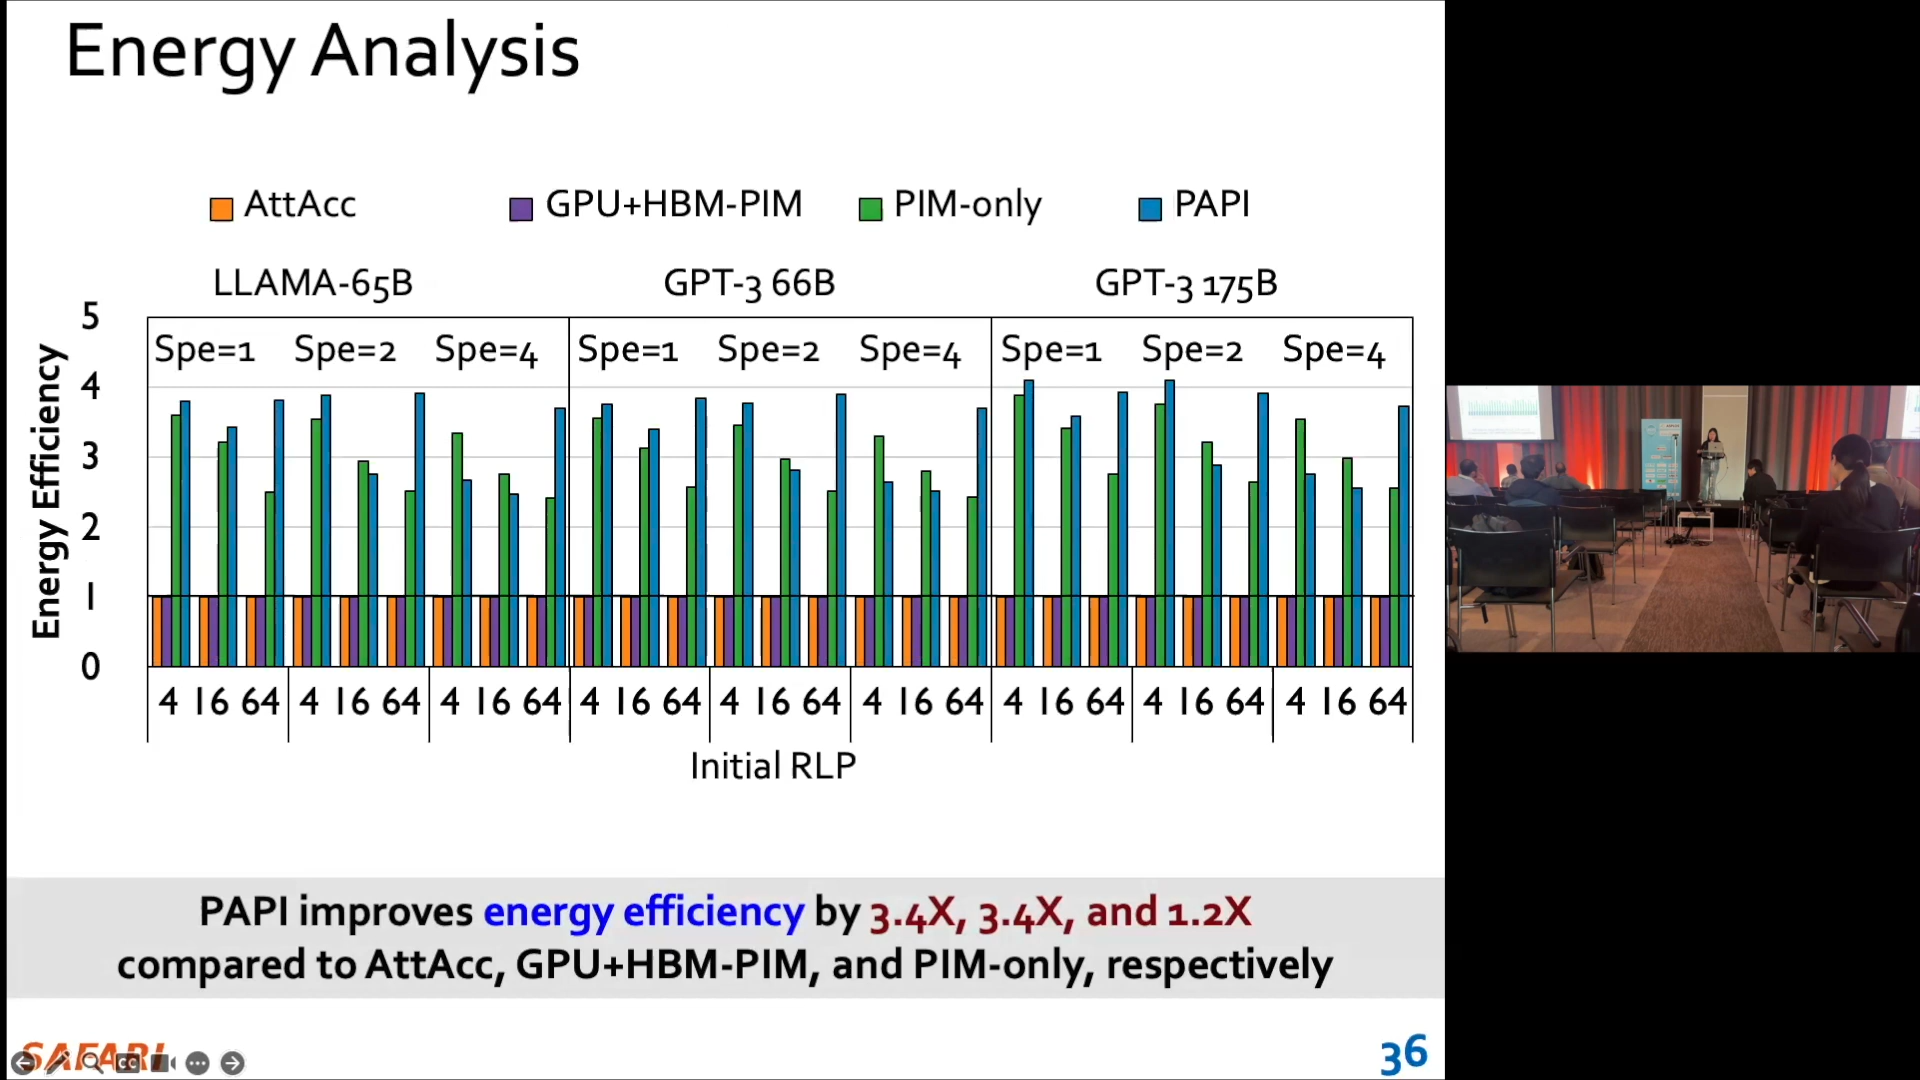 Energy Analysis
AttAcc GPU+HBM-PIM PIM-only PAPI
LLAMA-65B GPT-3 66B GPT-3 175B
Energy Efficiency
5
4
3
2
1
0
Spe=1 Spe=2 Spe=4 Spe=1 Spe=2 Spe=4 Spe=1 Spe=2 Spe=4
4 16 64 4 16 64 4 16 64 4 16 64 4 16 64 4 16 64 4 16 64 4 16 64 4 16 64
Initial RLP
PAPI improves energy efficiency by 3.4X, 3.4X, and 1.2X
compared to AttAcc, GPU+HBM-PIM, and PIM-only, respectively
SAFARI
CC
36